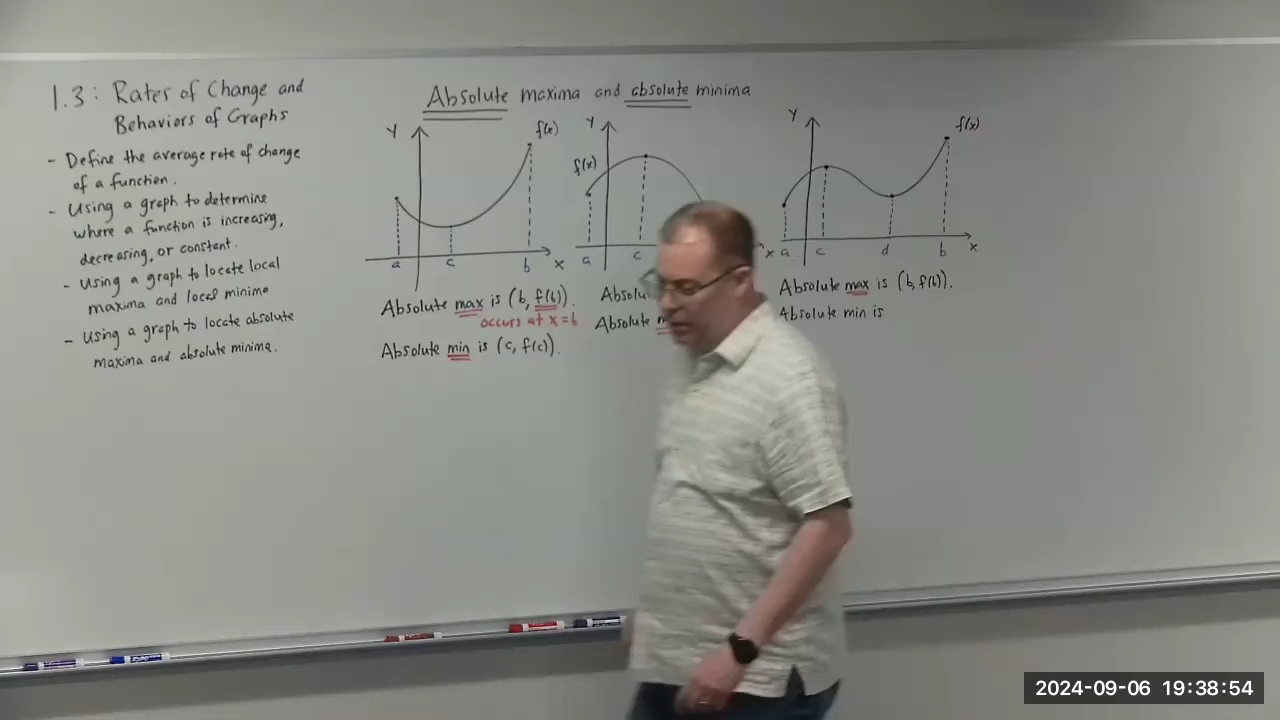 1.3: Rates of Change and
Behaviors of Graphs
- Define the average rate of change
of a function.
- Using a graph to determine
where a function is increasing,
decreasing, or constant.
- Using a graph to locate local
maxima and local minima
- Using a graph to locate absolute
maxima and absolute minima.
Absolute maxima and absolute minima
y
f(x)
a
c
b
x
Absolute max is (b, f(b)).
occurs at x=b
Absolute min is (c, f(c)).
y
f(x)
a
c
x
Absolute
y
f(x)
a
c
d
b
x
Absolute max is (b, f(b)).
Absolute min is
2024-09-06 19:38:54